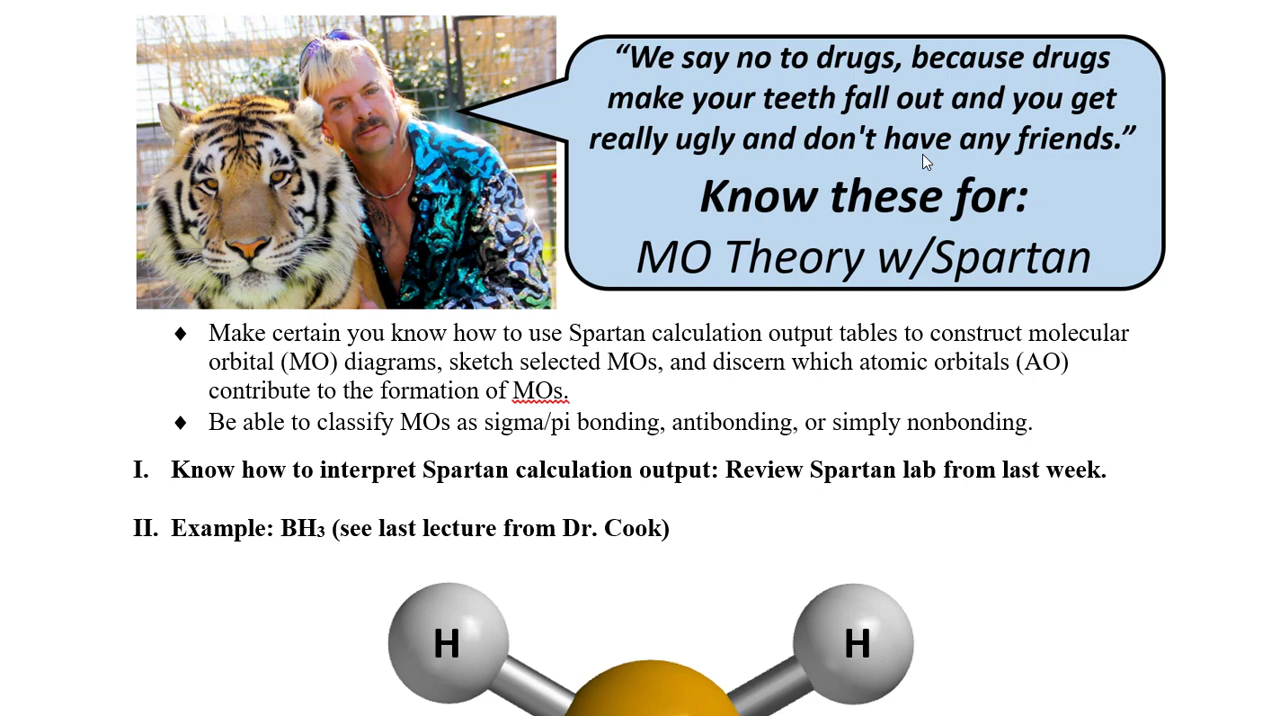 “We say no to drugs, because drugs
make your teeth fall out and you get
really ugly and don't have any friends.”
Know these for:
MO Theory w/Spartan
♦ Make certain you know how to use Spartan calculation output tables to construct molecular
orbital (MO) diagrams, sketch selected MOs, and discern which atomic orbitals (AO)
contribute to the formation of MOs.
♦ Be able to classify MOs as sigma/pi bonding, antibonding, or simply nonbonding.
I. Know how to interpret Spartan calculation output: Review Spartan lab from last week.
II. Example: BH₃ (see last lecture from Dr. Cook)
H H